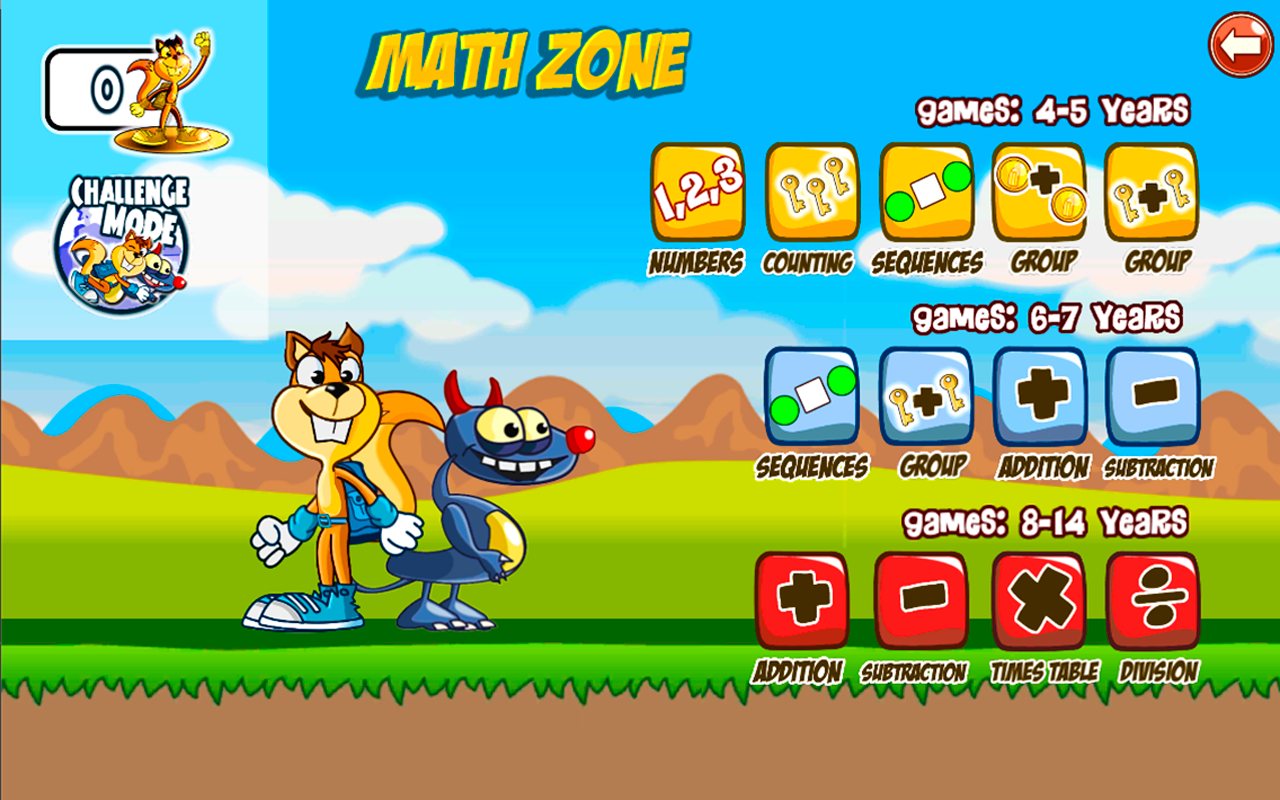 MATH ZONE
0
CHALLENGE
MODE
games: 4-5 Years
1,2,3
NUMBERS COUNTING SEQUENCES GROUP GROUP
games: 6-7 Years
SEQUENCES GROUP ADDITION SUBTRACTION
games: 8-14 Years
ADDITION SUBTRACTION TIMES TABLE DIVISION